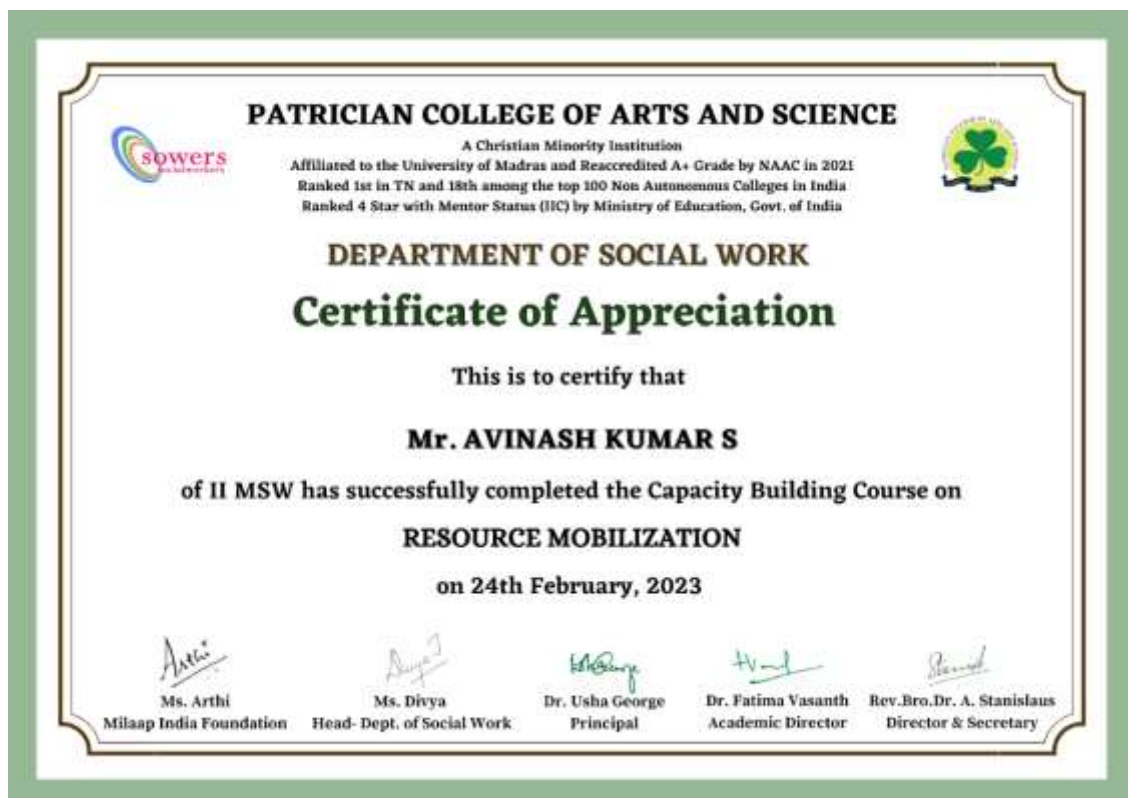 PATRICIAN COLLEGE OF ARTS AND SCIENCE
sowers
A Christian Minority Institution
Affiliated to the University of Madras and Reaccredited A+ Grade by NAAC in 2021
Ranked 1st in TN and 18th among the top 100 Non Autonomous Colleges in India
Ranked 4 Star with Mentor Status (IIC) by Ministry of Education, Govt. of India
DEPARTMENT OF SOCIAL WORK
Certificate of Appreciation
This is to certify that
Mr. AVINASH KUMAR S
of II MSW has successfully completed the Capacity Building Course on
RESOURCE MOBILIZATION
on 24th February, 2023
Arthi
Ms. Arthi
Milaap India Foundation
Ms. Divya
Head- Dept. of Social Work
Dr. Usha George
Principal
Dr. Fatima Vasanth
Academic Director
Rev.Bro.Dr. A. Stanislaus
Director & Secretary